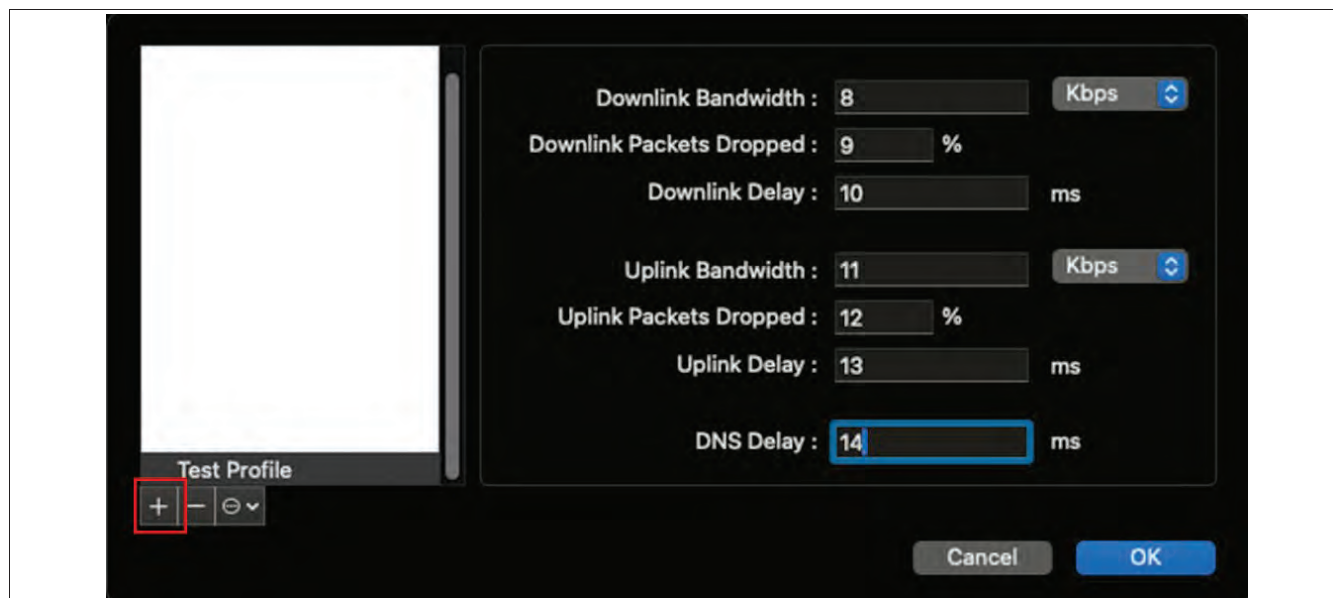 Downlink Bandwidth : 8 Kbps
Downlink Packets Dropped : 9 %
Downlink Delay : 10 ms
Uplink Bandwidth : 11 Kbps
Uplink Packets Dropped : 12 %
Uplink Delay : 13 ms
DNS Delay : 14 ms
Test Profile
+ −
Cancel OK